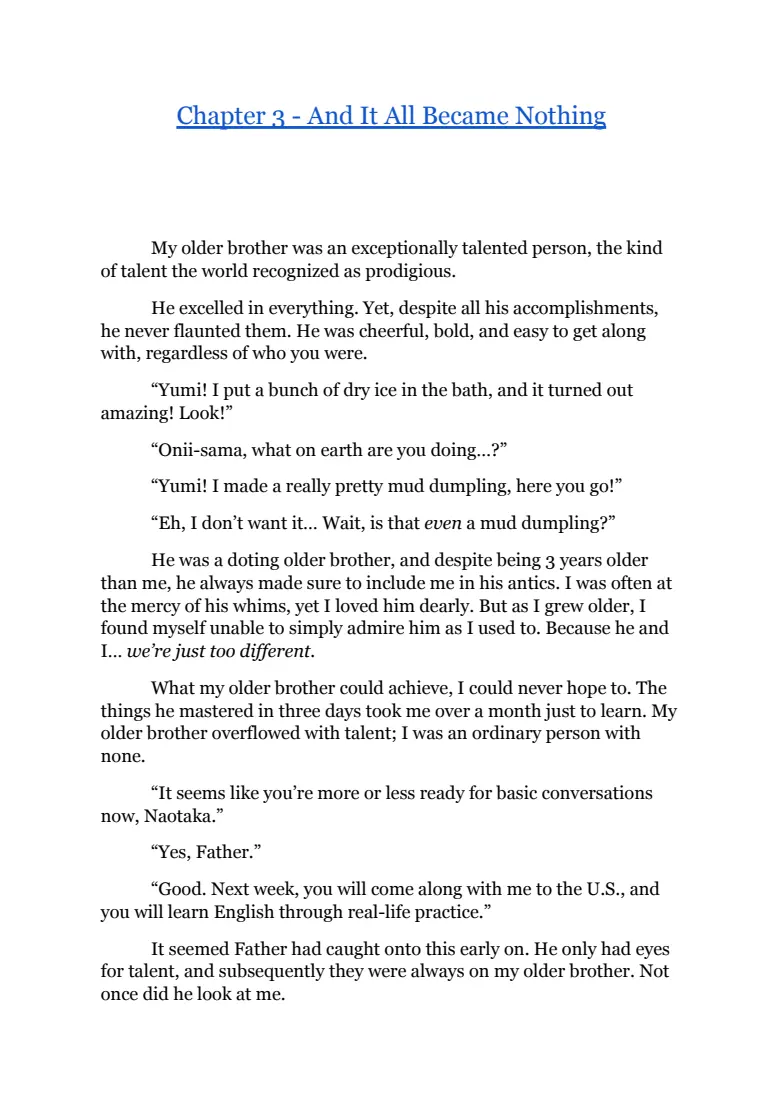 Chapter 3 - And It All Became Nothing
My older brother was an exceptionally talented person, the kind
of talent the world recognized as prodigious.
He excelled in everything. Yet, despite all his accomplishments,
he never flaunted them. He was cheerful, bold, and easy to get along
with, regardless of who you were.
“Yumi! I put a bunch of dry ice in the bath, and it turned out
amazing! Look!”
“Onii-sama, what on earth are you doing...?”
“Yumi! I made a really pretty mud dumpling, here you go!”
“Eh, I don’t want it... Wait, is that even a mud dumpling?”
He was a doting older brother, and despite being 3 years older
than me, he always made sure to include me in his antics. I was often at
the mercy of his whims, yet I loved him dearly. But as I grew older, I
found myself unable to simply admire him as I used to. Because he and
I... we’re just too different.
What my older brother could achieve, I could never hope to. The
things he mastered in three days took me over a month just to learn. My
older brother overflowed with talent; I was an ordinary person with
none.
“It seems like you’re more or less ready for basic conversations
now, Naotaka.”
“Yes, Father.”
“Good. Next week, you will come along with me to the U.S., and
you will learn English through real-life practice.”
It seemed Father had caught onto this early on. He only had eyes
for talent, and subsequently they were always on my older brother. Not
once did he look at me.